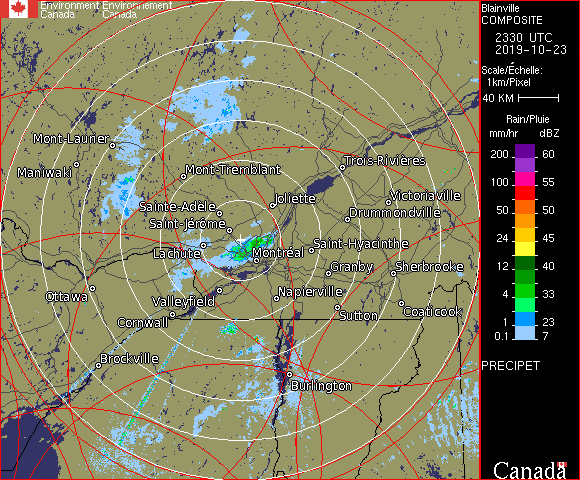 Environment Environnement
Canada Canada
Blainville
COMPOSITE
2330 UTC
2019-10-23
Scale/Échelle:
1km/Pixel
40 KM
Rain/Pluie
mm/hr dBZ
200 60
100 55
50 50
24 45
12 40
4 33
1 23
0.1 7
PRECIPET
Canada
Mont-Laurier
Maniwaki
Mont-Tremblant
Trois-Rivières
Joliette
Victoriaville
Sainte-Adèle
Drummondville
Saint-Jérôme
Lachute
Montréal
Saint-Hyacinthe
Granby
Sherbrooke
Ottawa
Valleyfield
Napierville
Cornwall
Sutton
Coaticook
Brockville
Burlington